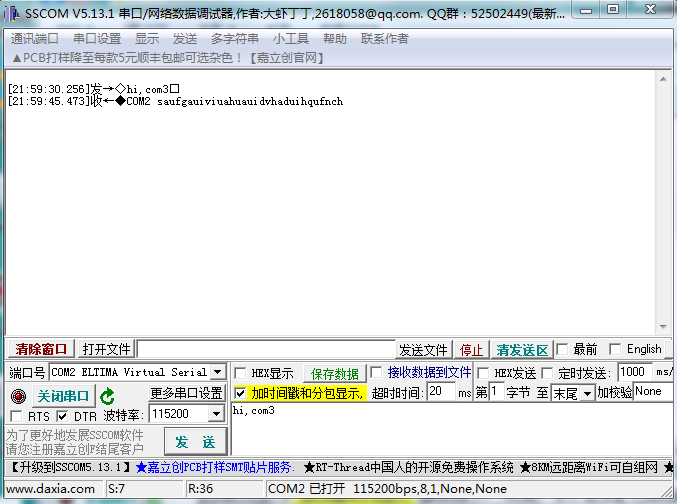 SSCOM V5.13.1 串口/网络数据调试器,作者:大虾丁丁,2618058@qq.com. QQ群：52502449(最新...
通讯端口 串口设置 显示 发送 多字符串 小工具 帮助 联系作者
▲PCB打样降至每款5元顺丰包邮可选杂色！【嘉立创官网】
[21:59:30.256]发→◇hi,com3□
[21:59:45.473]收←◆COM2 saufgauiviuahuauidvhaduihqufnch
清除窗口 打开文件 发送文件 停止 清发送区 最前 English
端口号 COM2 ELTIMA Virtual Serial HEX显示 保存数据 接收数据到文件 HEX发送 定时发送: 1000 ms/
关闭串口 更多串口设置 加时间戳和分包显示, 超时时间: 20 ms 第1 字节 至 末尾 加校验None
RTS DTR 波特率: 115200 hi,com3
为了更好地发展SSCOM软件
请您注册嘉立创F结尾客户
发 送
【升级到SSCOM5.13.1】★嘉立创PCB打样SMT贴片服务. ★RT-Thread中国人的开源免费操作系统 ★8KM远距离WiFi可自组网 ★
www.daxia.com S:7 R:36 COM2 已打开 115200bps,8,1,None,None